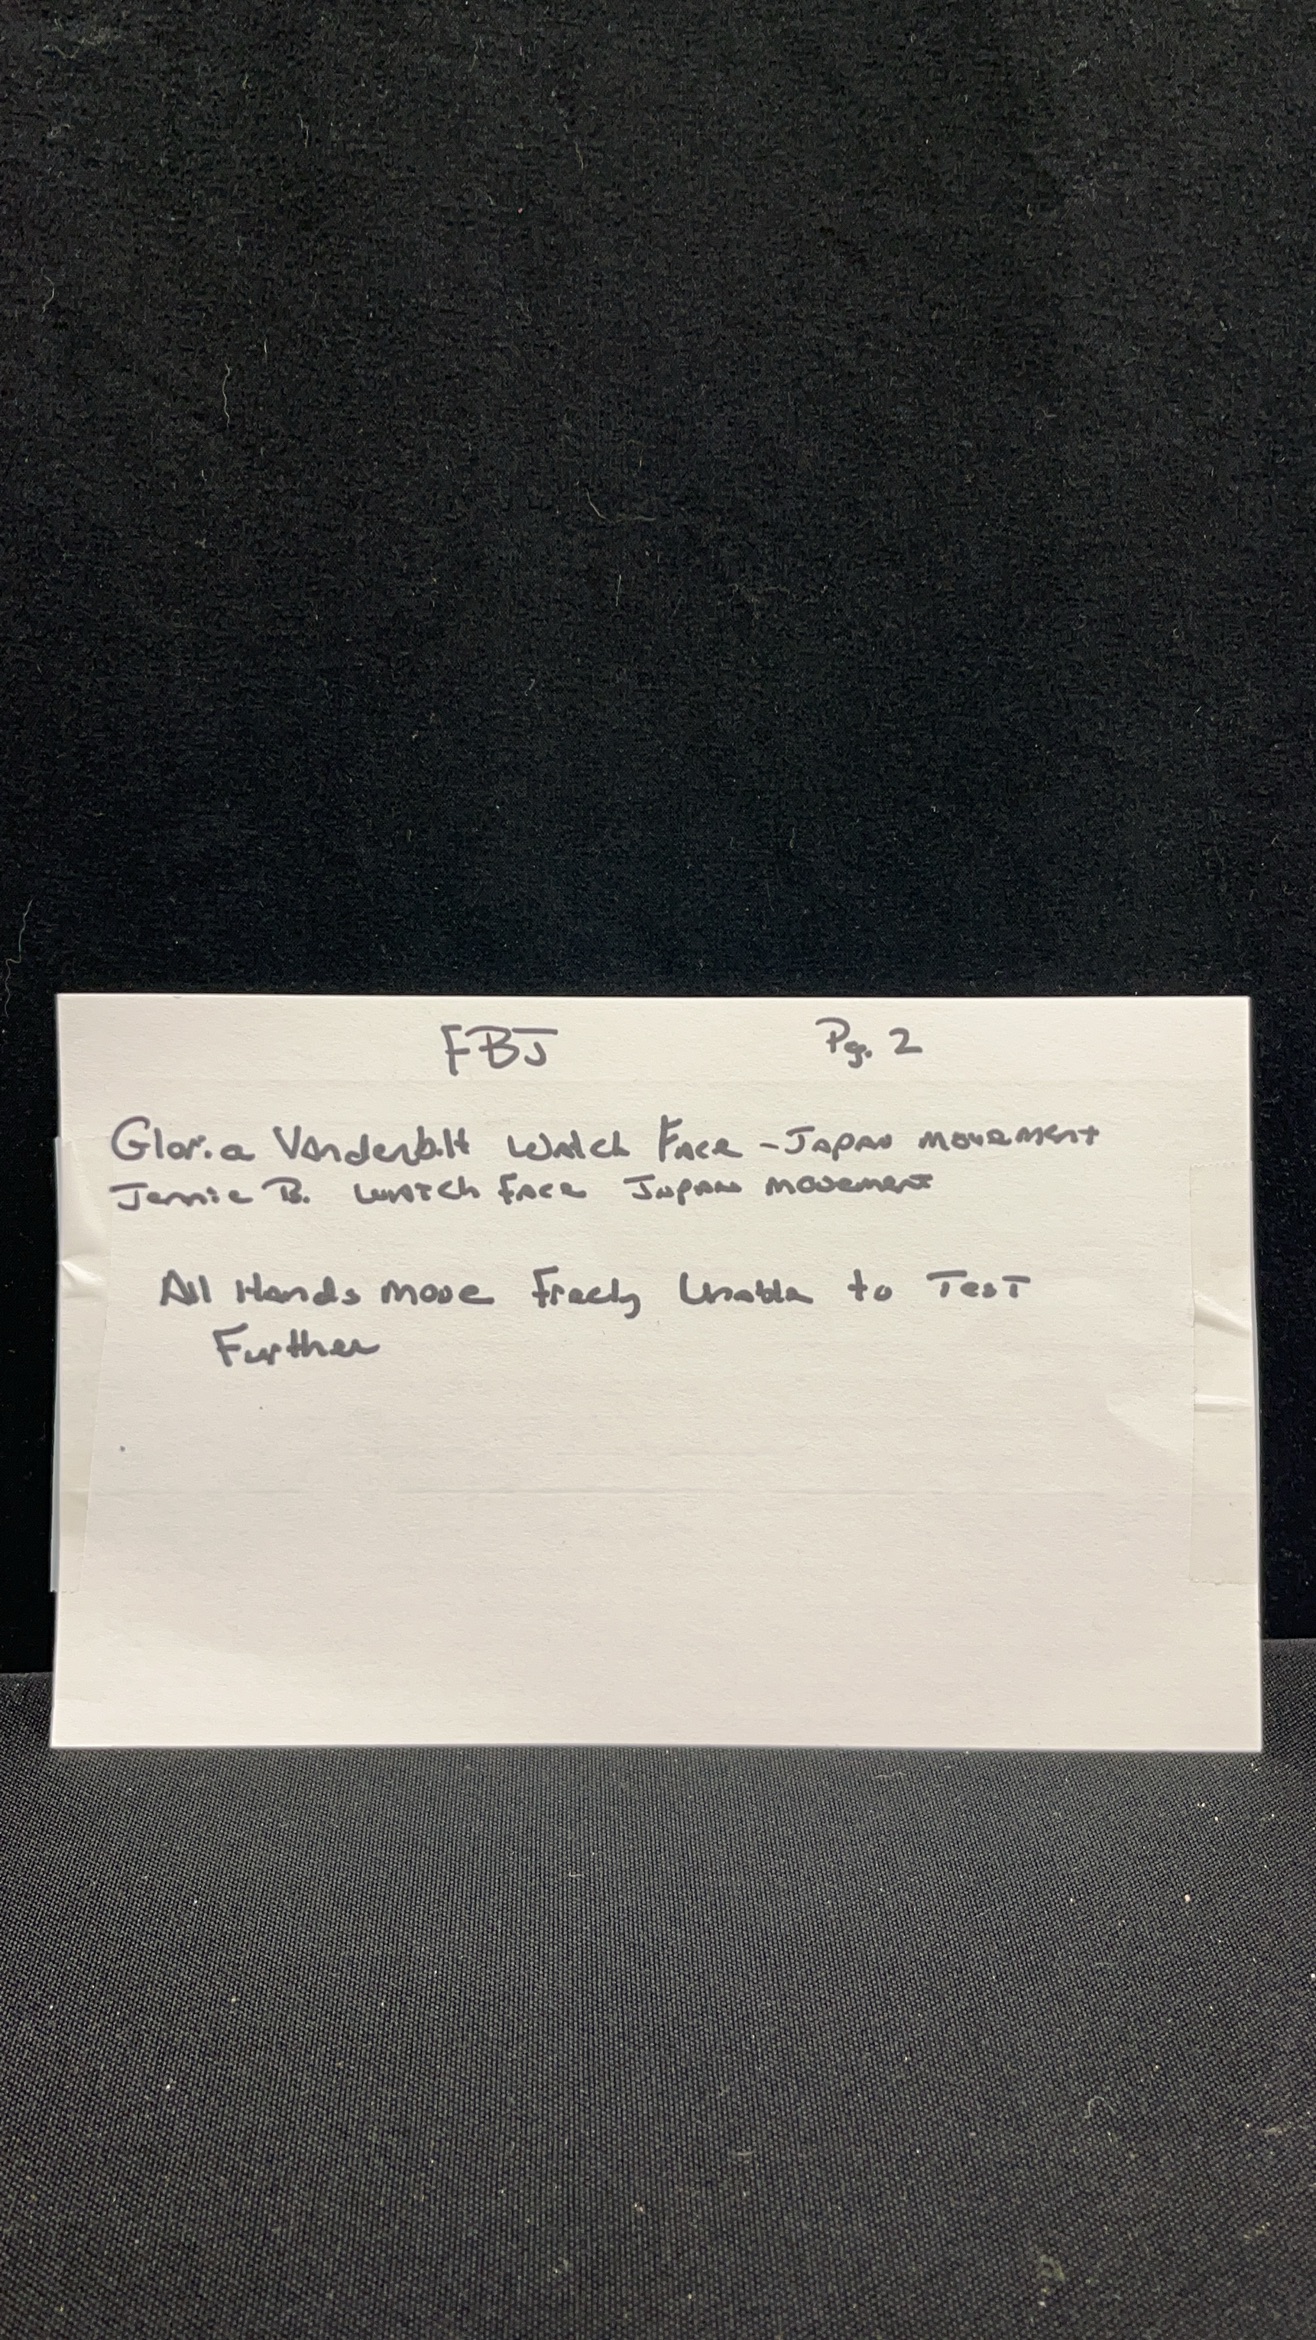 FBJ Pg. 2
Gloria Vanderbilt Watch Face - Japan movement
Jennie B. Watch face Japan movement
All Hands move Freely Unable to Test
Further